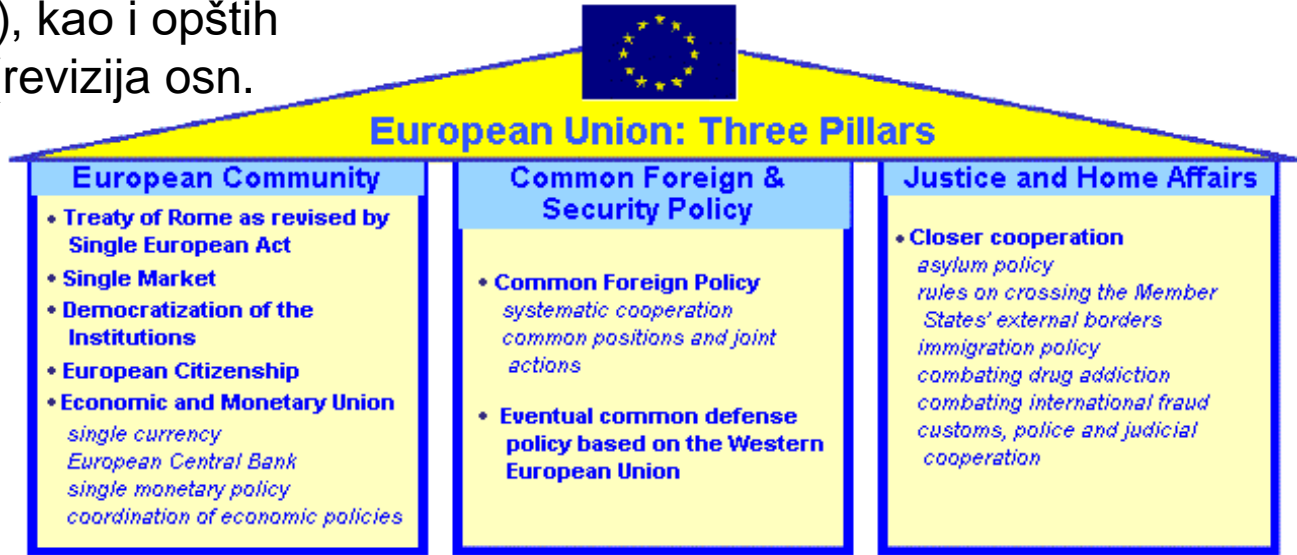 ), kao i opštih
revizija osn.
European Union: Three Pillars
European Community
• Treaty of Rome as revised by
Single European Act
• Single Market
• Democratization of the
Institutions
• European Citizenship
• Economic and Monetary Union
single currency
European Central Bank
single monetary policy
coordination of economic policies
Common Foreign &
Security Policy
• Common Foreign Policy
systematic cooperation
common positions and joint
actions
• Eventual common defense
policy based on the Western
European Union
Justice and Home Affairs
• Closer cooperation
asylum policy
rules on crossing the Member
States' external borders
immigration policy
combating drug addiction
combating international fraud
customs, police and judicial
cooperation